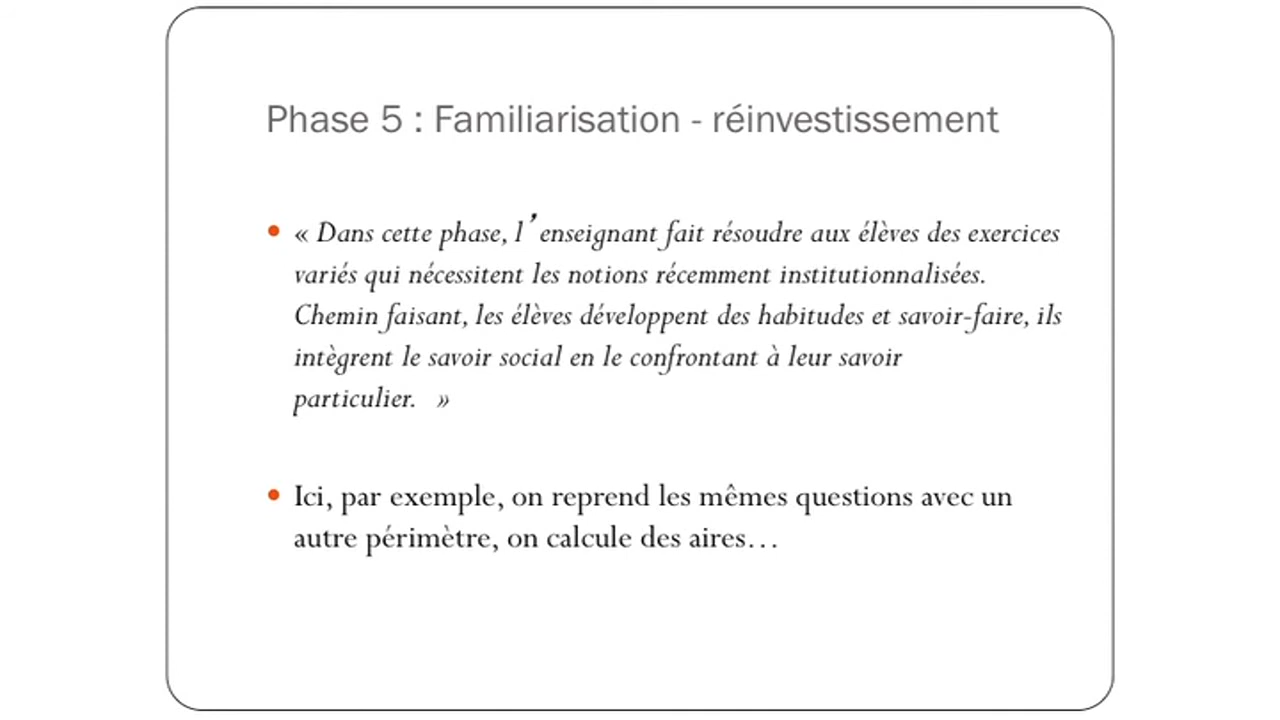 Phase 5 : Familiarisation - réinvestissement
« Dans cette phase, l’enseignant fait résoudre aux élèves des exercices
variés qui nécessitent les notions récemment institutionnalisées.
Chemin faisant, les élèves développent des habitudes et savoir-faire, ils
intègrent le savoir social en le confrontant à leur savoir
particulier. »
Ici, par exemple, on reprend les mêmes questions avec un
autre périmètre, on calcule des aires…